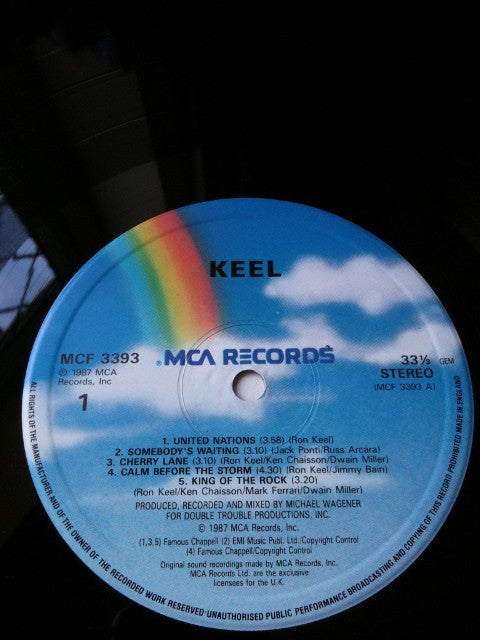 KEEL
MCF 3393
℗ 1987 MCA
Records, Inc
1
MCA RECORDS
33⅓ GEM
STEREO
(MCF 3393 A)
1. UNITED NATIONS (3.58) (Ron Keel)
2. SOMEBODY'S WAITING (3.10) (Jack Ponti/Russ Arcara)
3. CHERRY LANE (3.10) (Ron Keel/Ken Chaisson/Dwain Miller)
4. CALM BEFORE THE STORM (4.30) (Ron Keel/Jimmy Bain)
5. KING OF THE ROCK (3.20)
(Ron Keel/Ken Chaisson/Mark Ferrari/Dwain Miller)
PRODUCED, RECORDED AND MIXED BY MICHAEL WAGENER
FOR DOUBLE TROUBLE PRODUCTIONS, INC.
© 1987 MCA Records, Inc.
(1,3,5) Famous Chappell (2) EMI Music Publ. Ltd./Copyright Control
(4) Famous Chappell/Copyright Control
Original sound recordings made by MCA Records, Inc.
MCA Records Ltd. are the exclusive
licensees for the U.K.
ALL RIGHTS OF THE MANUFACTURER AND OF THE OWNER OF THE RECORDED WORK RESERVED·UNAUTHORISED PUBLIC PERFORMANCE BROADCASTING AND COPYING OF THIS RECORD PROHIBITED MADE IN ENGLAND